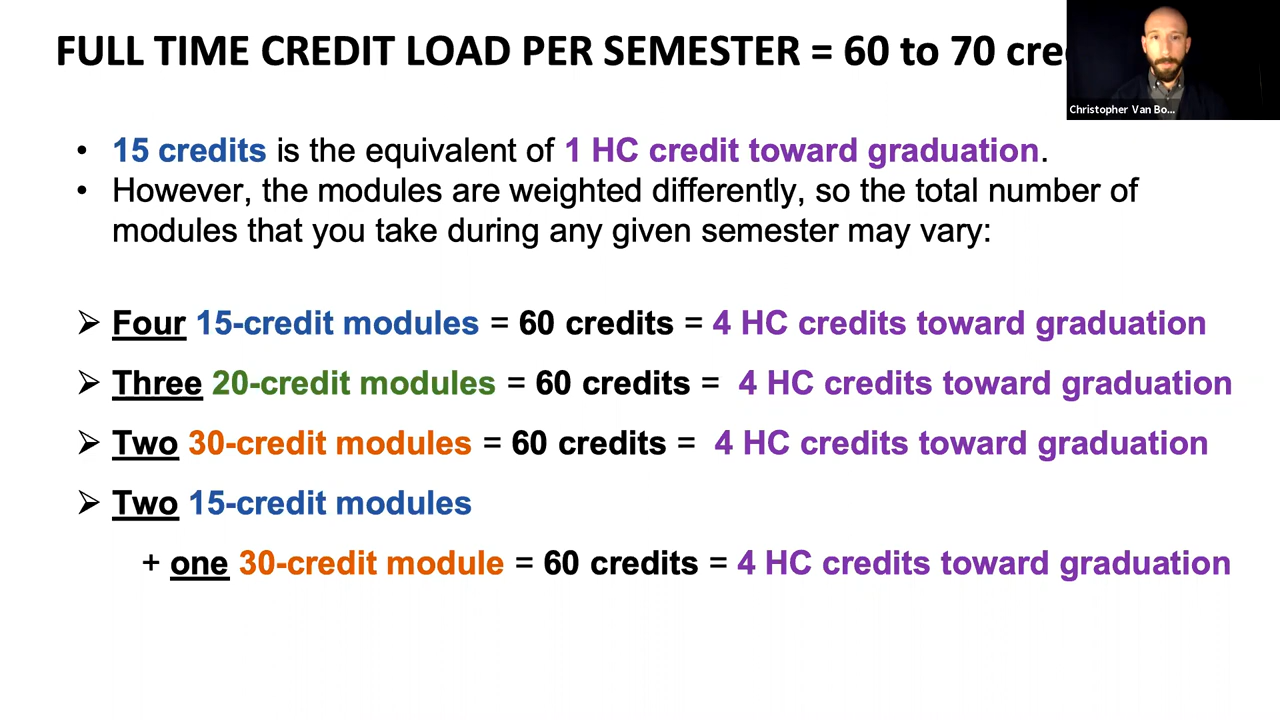 FULL TIME CREDIT LOAD PER SEMESTER = 60 to 70
Christopher Van Bo...
• 15 credits is the equivalent of 1 HC credit toward graduation.
• However, the modules are weighted differently, so the total number of
modules that you take during any given semester may vary:
➢ Four 15-credit modules = 60 credits = 4 HC credits toward graduation
➢ Three 20-credit modules = 60 credits = 4 HC credits toward graduation
➢ Two 30-credit modules = 60 credits = 4 HC credits toward graduation
➢ Two 15-credit modules
+ one 30-credit module = 60 credits = 4 HC credits toward graduation